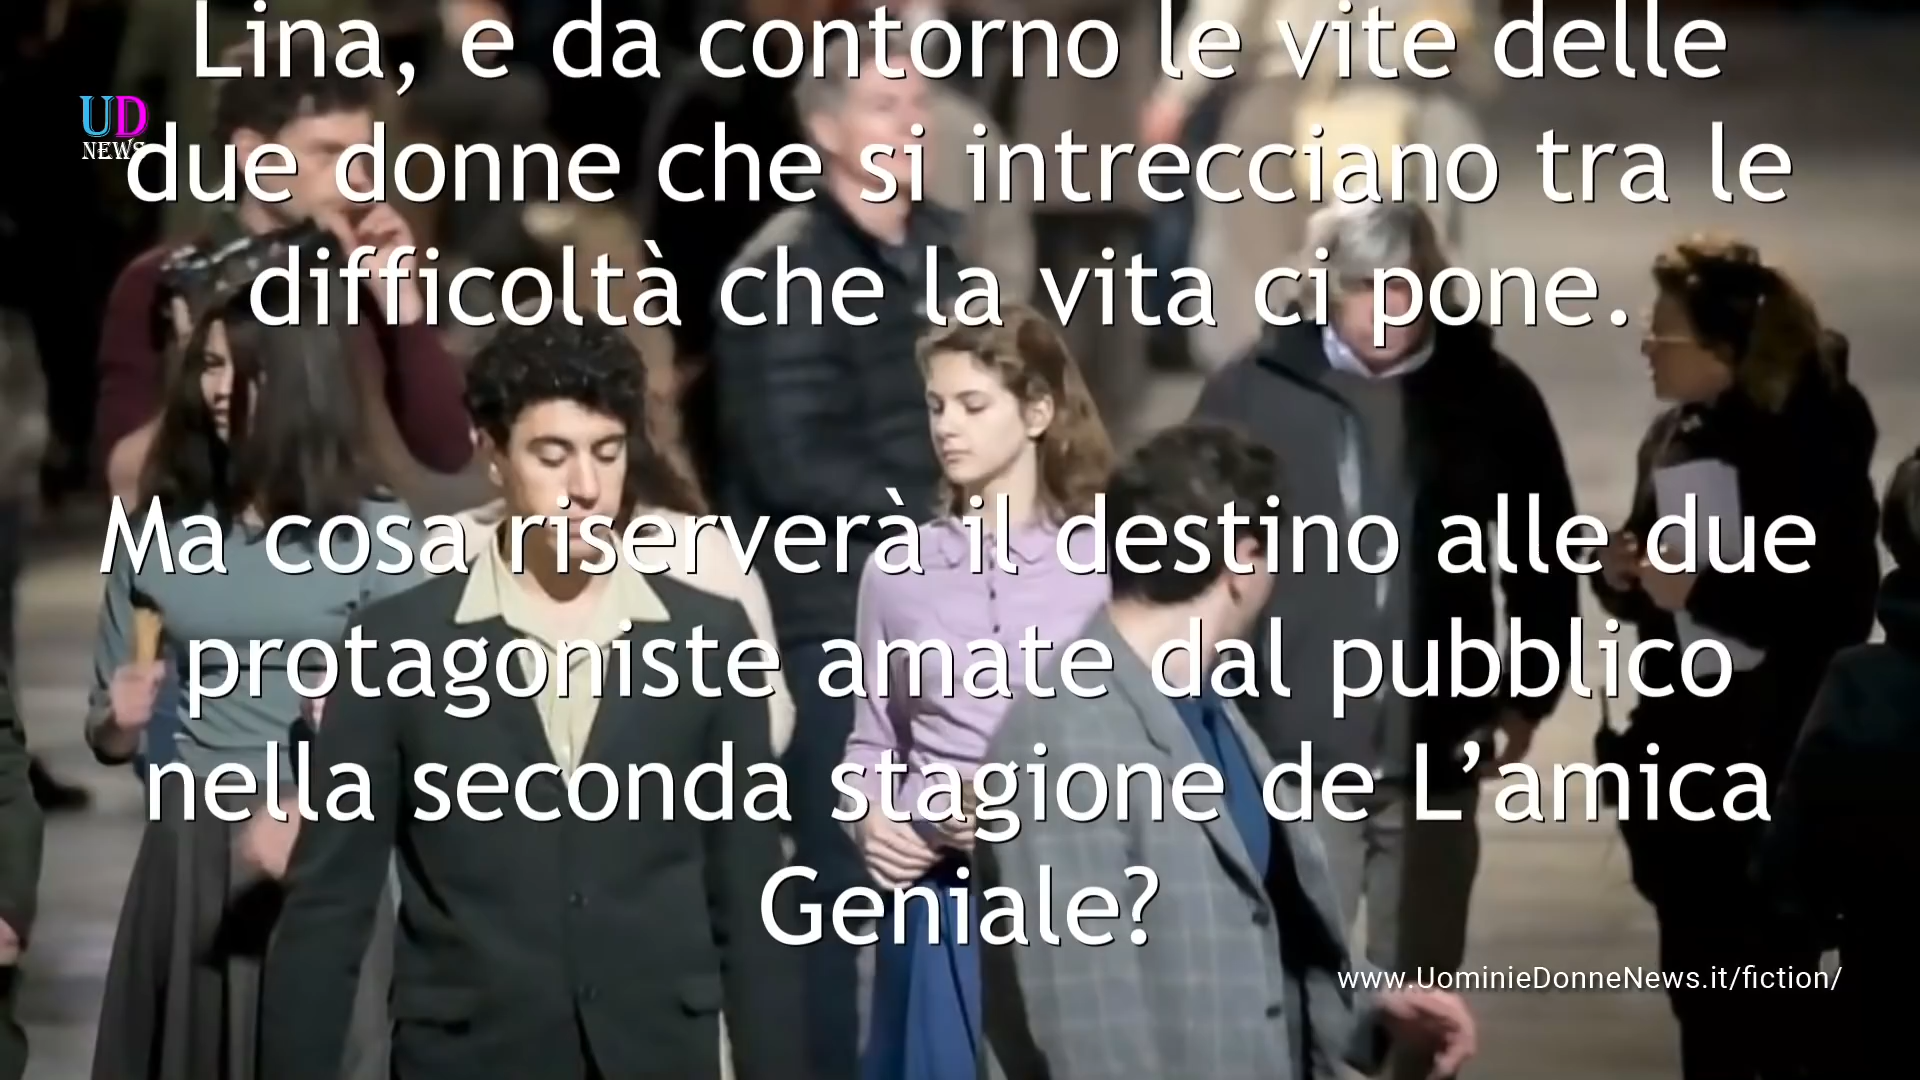 Lina, e da contorno le vite delle
UD
NEWS
due donne che si intrecciano tra le
difficoltà che la vita ci pone.
Ma cosa riserverà il destino alle due
protagoniste amate dal pubblico
nella seconda stagione de L’amica
Geniale?
www.UominieDonneNews.it/fiction/